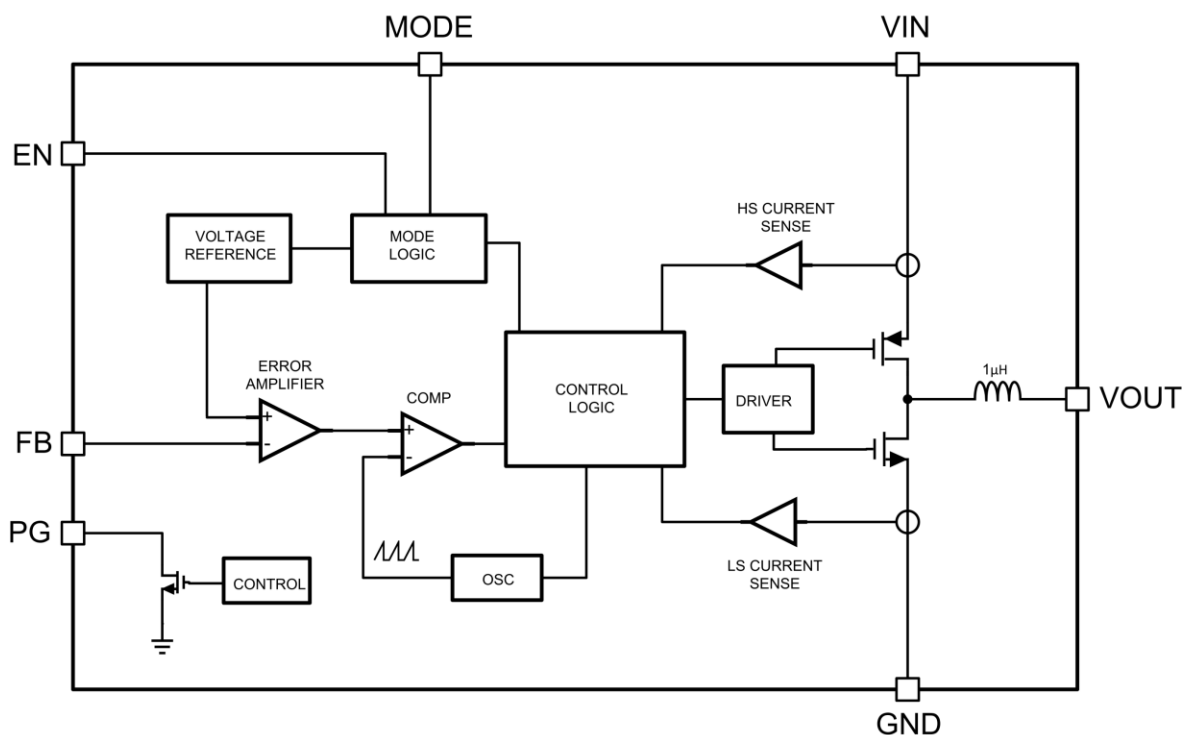 MODE
VIN
EN
HS CURRENT
SENSE
VOLTAGE
REFERENCE
MODE
LOGIC
ERROR
AMPLIFIER
COMP
CONTROL
LOGIC
DRIVER
1µH
VOUT
+
-
+
-
FB
PG
CONTROL
OSC
LS CURRENT
SENSE
GND